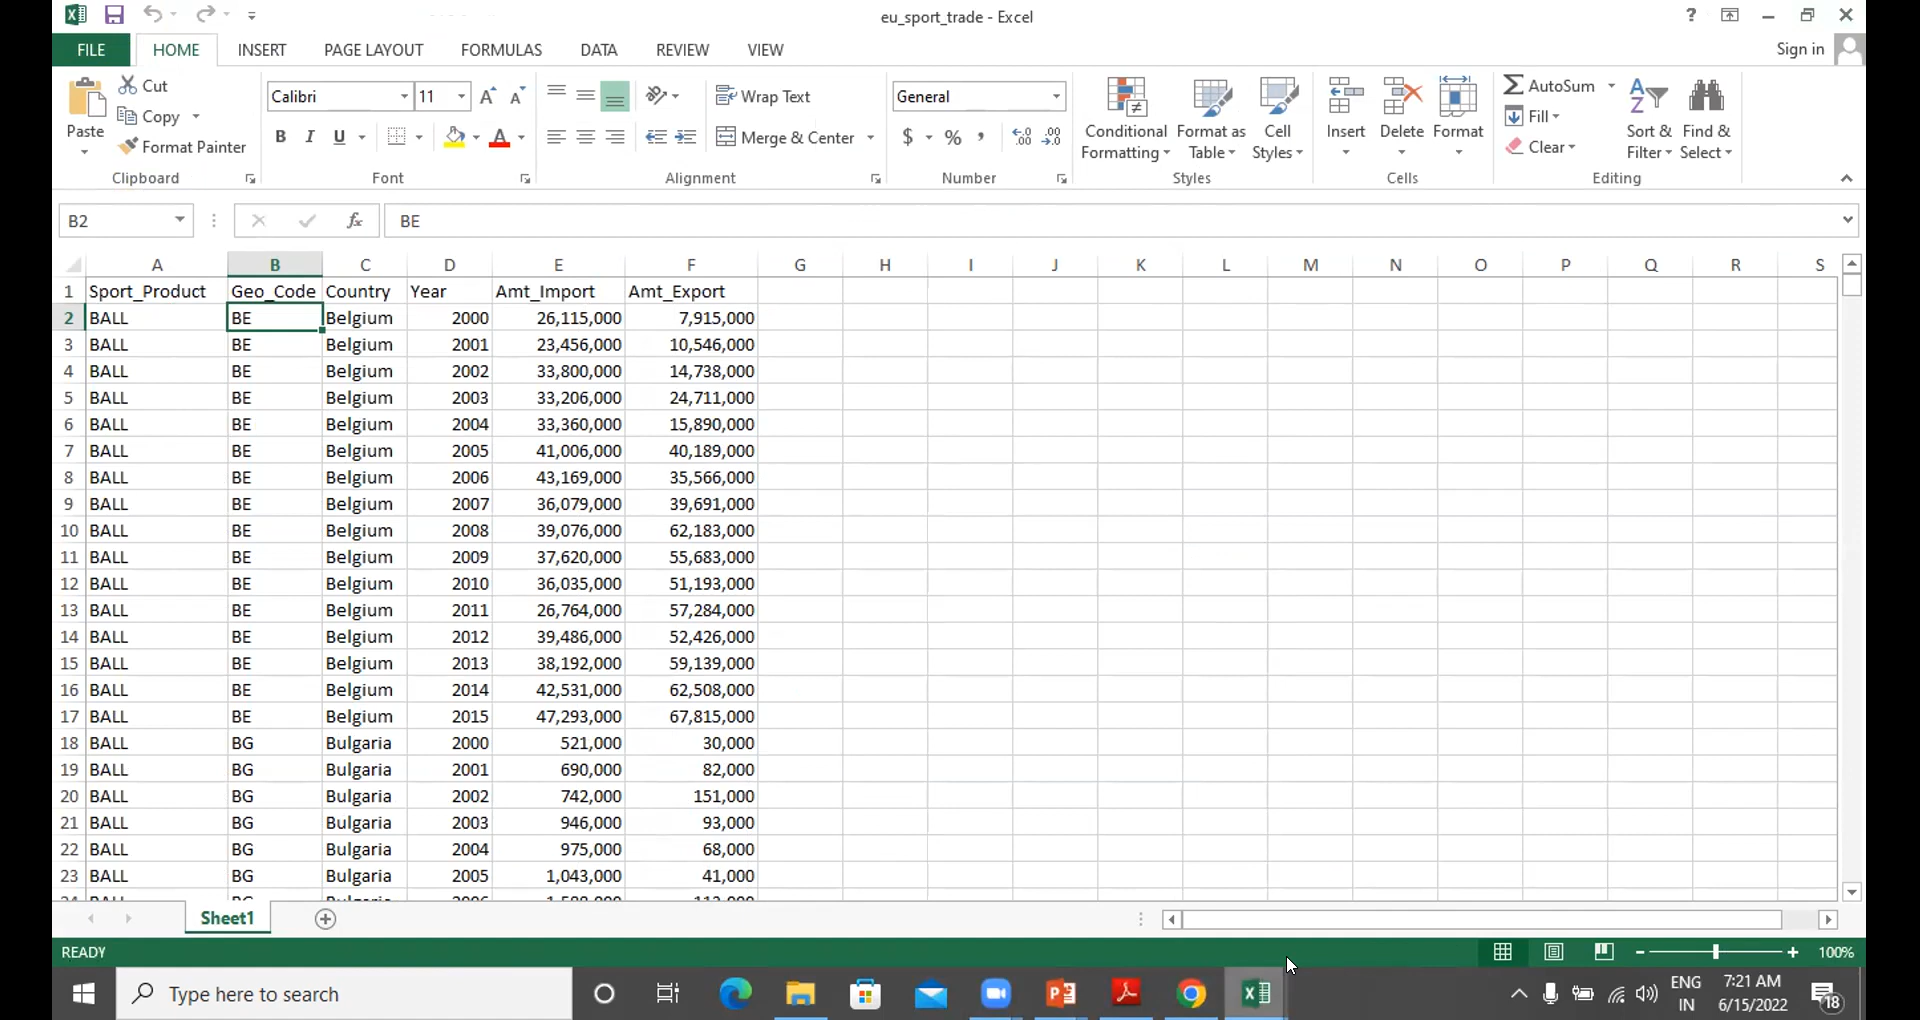 eu_sport_trade - Excel
?
FILE HOME INSERT PAGE LAYOUT FORMULAS DATA REVIEW VIEW Sign in
Paste Cut Copy Format Painter Clipboard
Calibri 11 A A B I U A Font
Wrap Text Merge & Center Alignment
General $ % , .00 .00 Number
Conditional Formatting Format as Table Cell Styles Styles
Insert Delete Format Cells
AutoSum Fill Clear Sort & Filter Find & Select Editing
B2 fx BE
A B C D E F G H I J K L M N O P Q R S
1 Sport_Product Geo_Code Country Year Amt_Import Amt_Export
2 BALL BE Belgium 2000 26,115,000 7,915,000
3 BALL BE Belgium 2001 23,456,000 10,546,000
4 BALL BE Belgium 2002 33,800,000 14,738,000
5 BALL BE Belgium 2003 33,206,000 24,711,000
6 BALL BE Belgium 2004 33,360,000 15,890,000
7 BALL BE Belgium 2005 41,006,000 40,189,000
8 BALL BE Belgium 2006 43,169,000 35,566,000
9 BALL BE Belgium 2007 36,079,000 39,691,000
10 BALL BE Belgium 2008 39,076,000 62,183,000
11 BALL BE Belgium 2009 37,620,000 55,683,000
12 BALL BE Belgium 2010 36,035,000 51,193,000
13 BALL BE Belgium 2011 26,764,000 57,284,000
14 BALL BE Belgium 2012 39,486,000 52,426,000
15 BALL BE Belgium 2013 38,192,000 59,139,000
16 BALL BE Belgium 2014 42,531,000 62,508,000
17 BALL BE Belgium 2015 47,293,000 67,815,000
18 BALL BG Bulgaria 2000 521,000 30,000
19 BALL BG Bulgaria 2001 690,000 82,000
20 BALL BG Bulgaria 2002 742,000 151,000
21 BALL BG Bulgaria 2003 946,000 93,000
22 BALL BG Bulgaria 2004 975,000 68,000
23 BALL BG Bulgaria 2005 1,043,000 41,000
Sheet1
READY 100%
Type here to search
ENG 7:21 AM
IN 6/15/2022 18